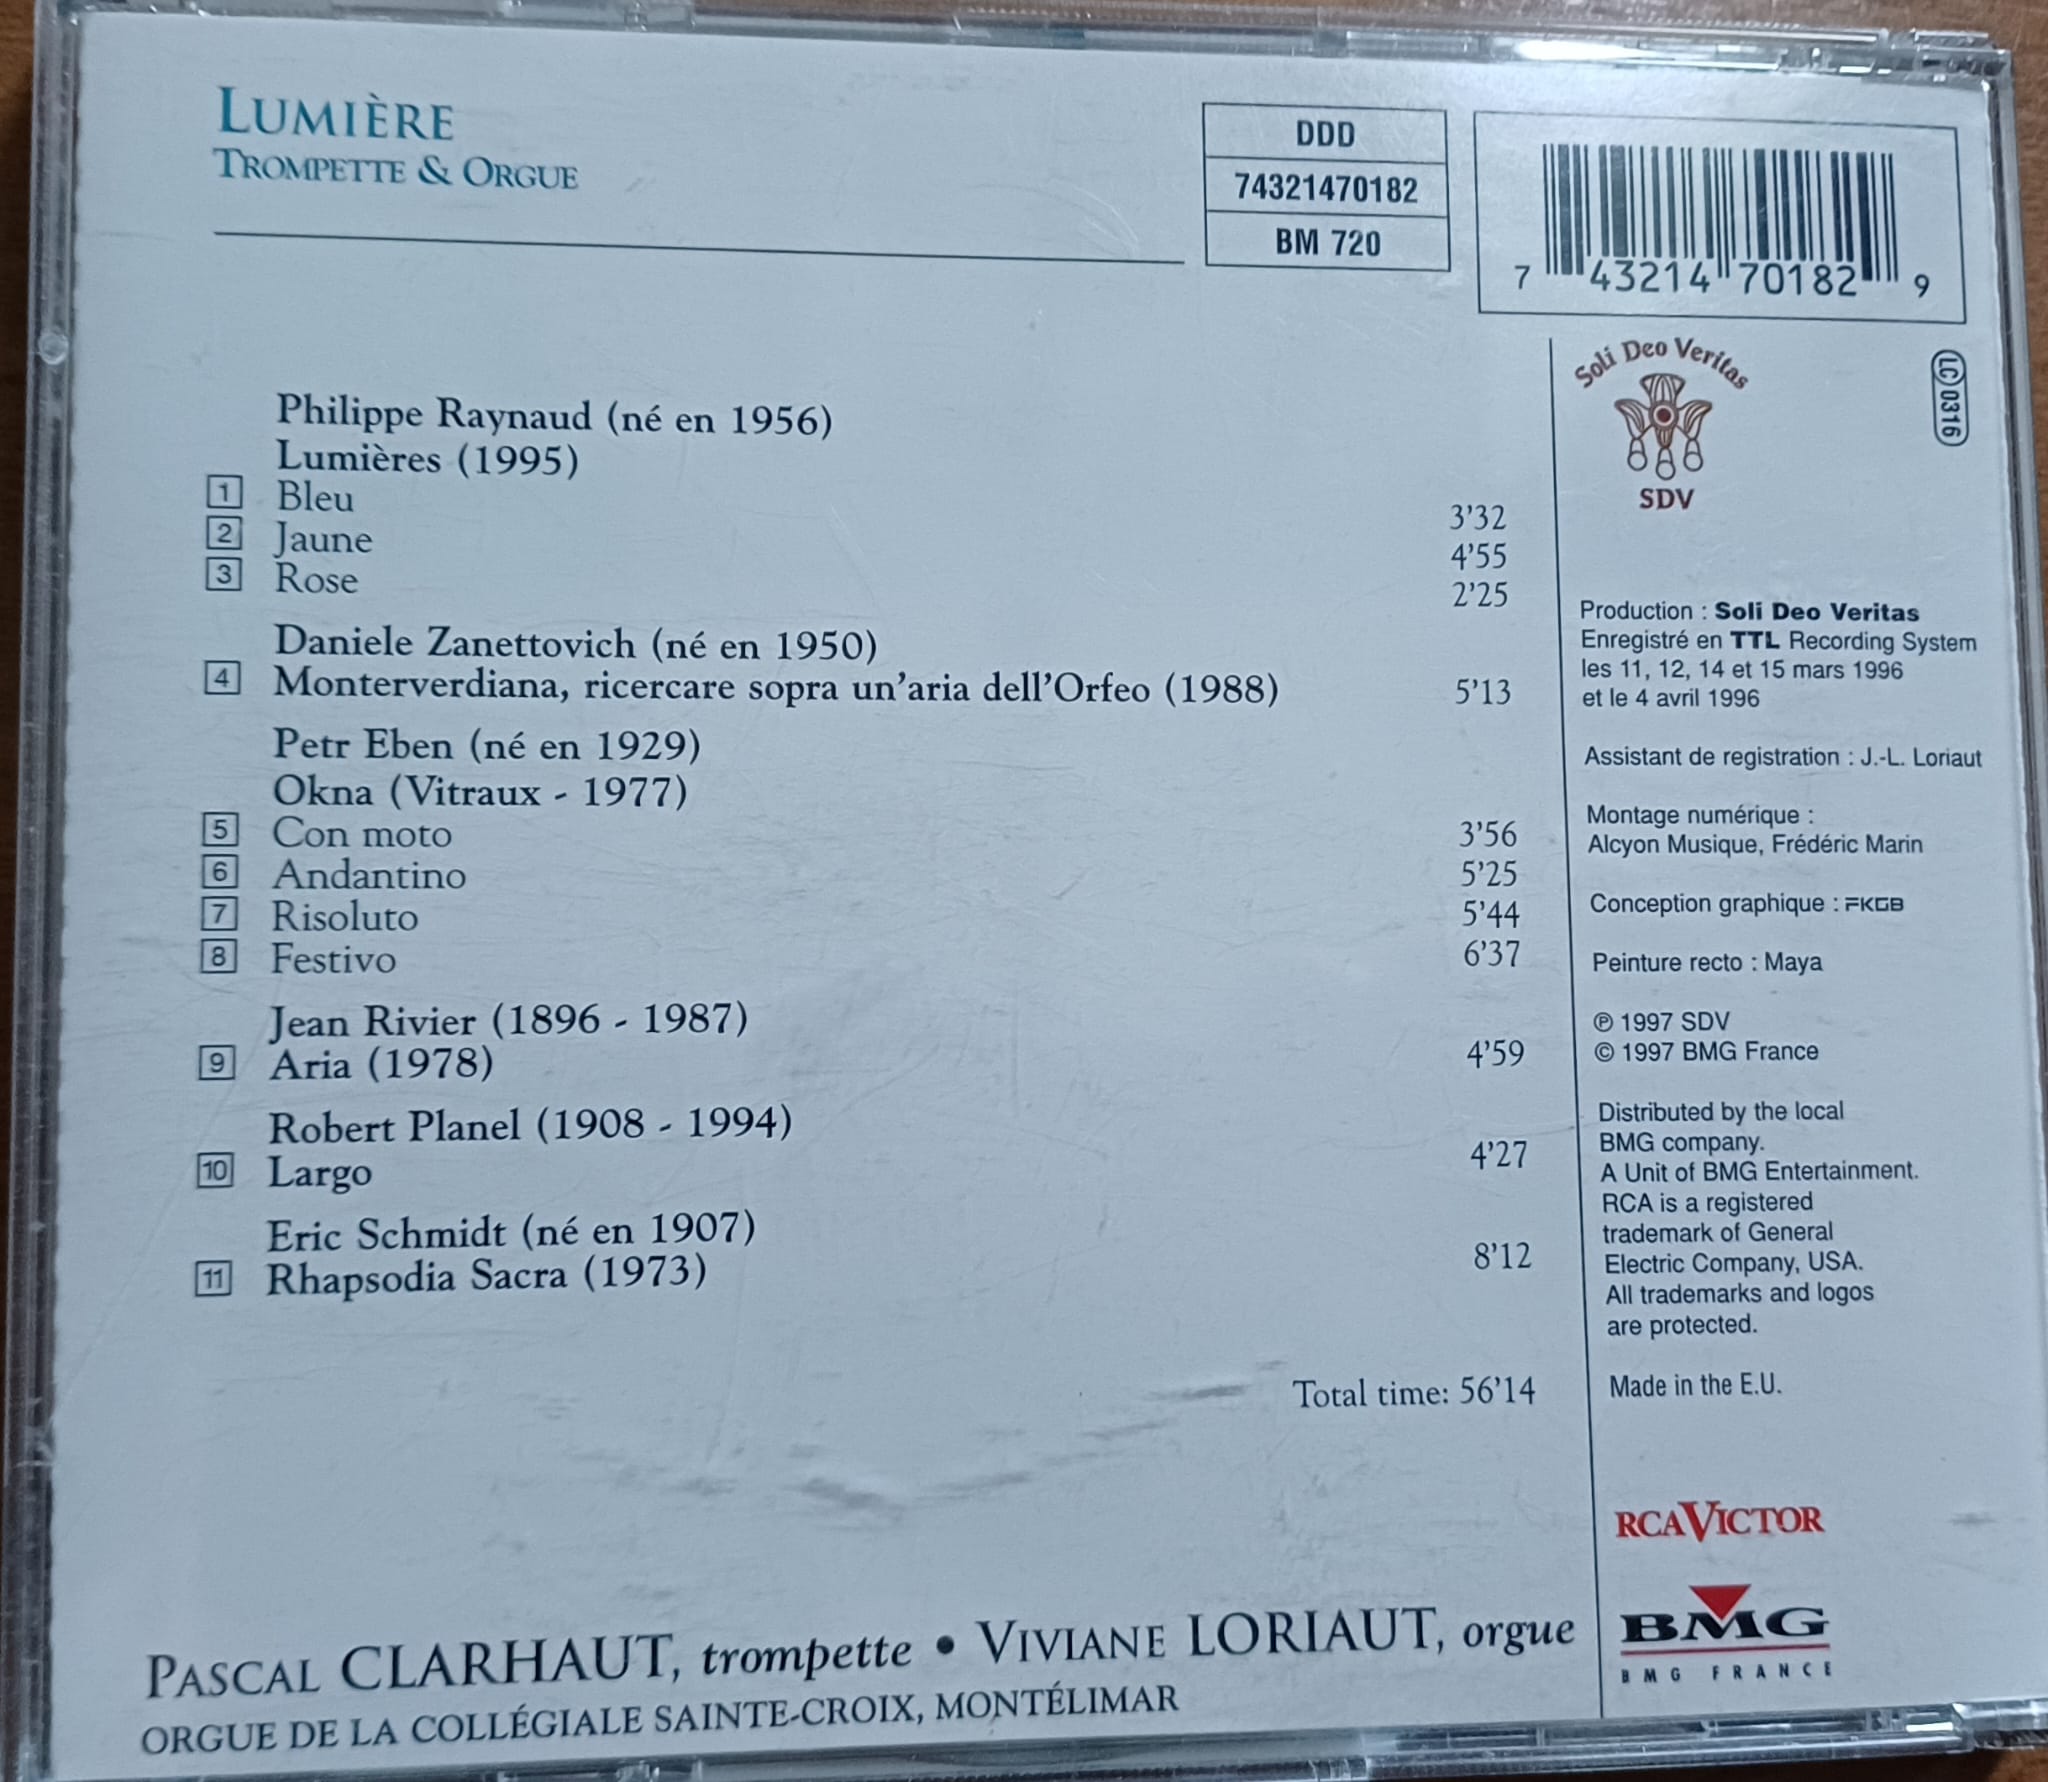 LUMIÈRE
TROMPETTE & ORGUE
DDD
74321470182
BM 720
7 43214 70182 9
Philippe Raynaud (né en 1956)
Lumières (1995)
1 Bleu 3'32
2 Jaune 4'55
3 Rose 2'25
Daniele Zanettovich (né en 1950)
4 Monterverdiana, ricercare sopra un'aria dell'Orfeo (1988) 5'13
Petr Eben (né en 1929)
Okna (Vitraux - 1977)
5 Con moto 3'56
6 Andantino 5'25
7 Risoluto 5'44
8 Festivo 6'37
Jean Rivier (1896 - 1987)
9 Aria (1978) 4'59
Robert Planel (1908 - 1994)
10 Largo 4'27
Eric Schmidt (né en 1907)
11 Rhapsodia Sacra (1973) 8'12
Total time: 56'14
Soli Deo Veritas
SDV
LC 0316
Production : Soli Deo Veritas
Enregistré en TTL Recording System
les 11, 12, 14 et 15 mars 1996
et le 4 avril 1996
Assistant de registration : J.-L. Loriaut
Montage numérique :
Alcyon Musique, Frédéric Marin
Conception graphique : FKGB
Peinture recto : Maya
℗ 1997 SDV
© 1997 BMG France
Distributed by the local
BMG company.
A Unit of BMG Entertainment.
RCA is a registered
trademark of General
Electric Company, USA.
All trademarks and logos
are protected.
Made in the E.U.
RCA VICTOR
BMG
BMG FRANCE
PASCAL CLARHAUT, trompette • VIVIANE LORIAUT, orgue
ORGUE DE LA COLLÉGIALE SAINTE-CROIX, MONTÉLIMAR